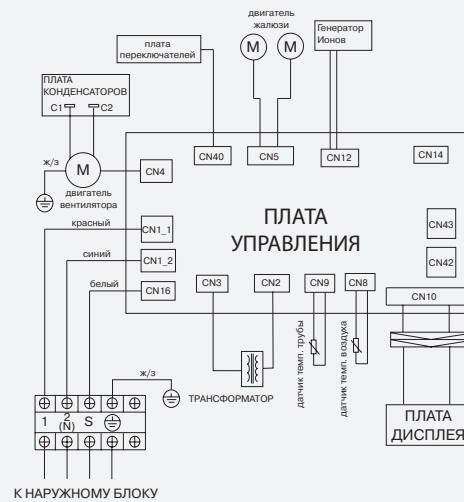 двигатель
жалюзи
плата
переключателей
М
М
Генератор
Ионов
ПЛАТА
КОНДЕНСАТОРОВ
C1
C2
CN40
CN5
CN12
CN14
ж/з
М
CN4
двигатель
вентилятора
красный
CN1_1
синий
CN1_2
белый
CN16
ПЛАТА
УПРАВЛЕНИЯ
CN43
CN42
CN3
CN2
CN9
CN8
CN10
датчик темп. трубы
датчик темп. воздуха
ж/з
ТРАНСФОРМАТОР
ПЛАТА
ДИСПЛЕЯ
1
2
(N)
S
К НАРУЖНОМУ БЛОКУ